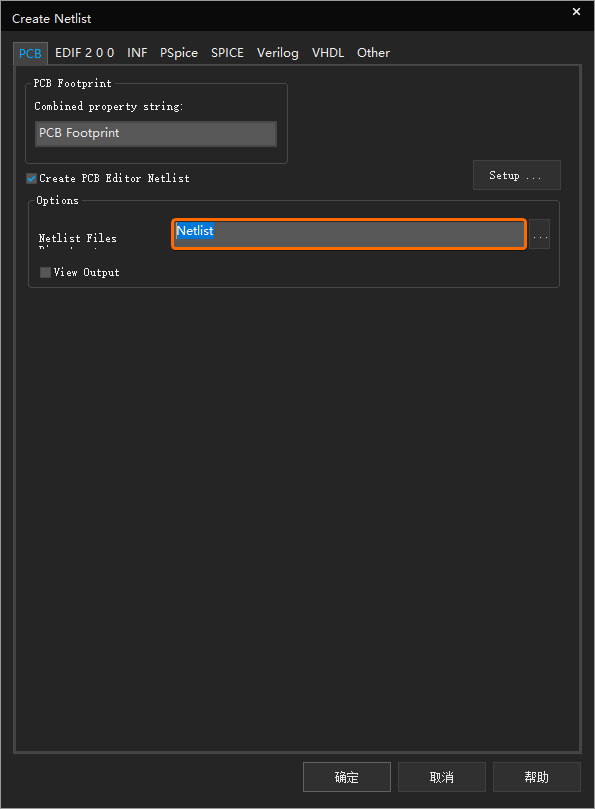 Create Netlist
PCB EDIF 2 0 0 INF PSpice SPICE Verilog VHDL Other
PCB Footprint
Combined property string:
PCB Footprint
Create PCB Editor Netlist
Setup ...
Options
Netlist Files
Netlist
...
View Output
确定 取消 帮助